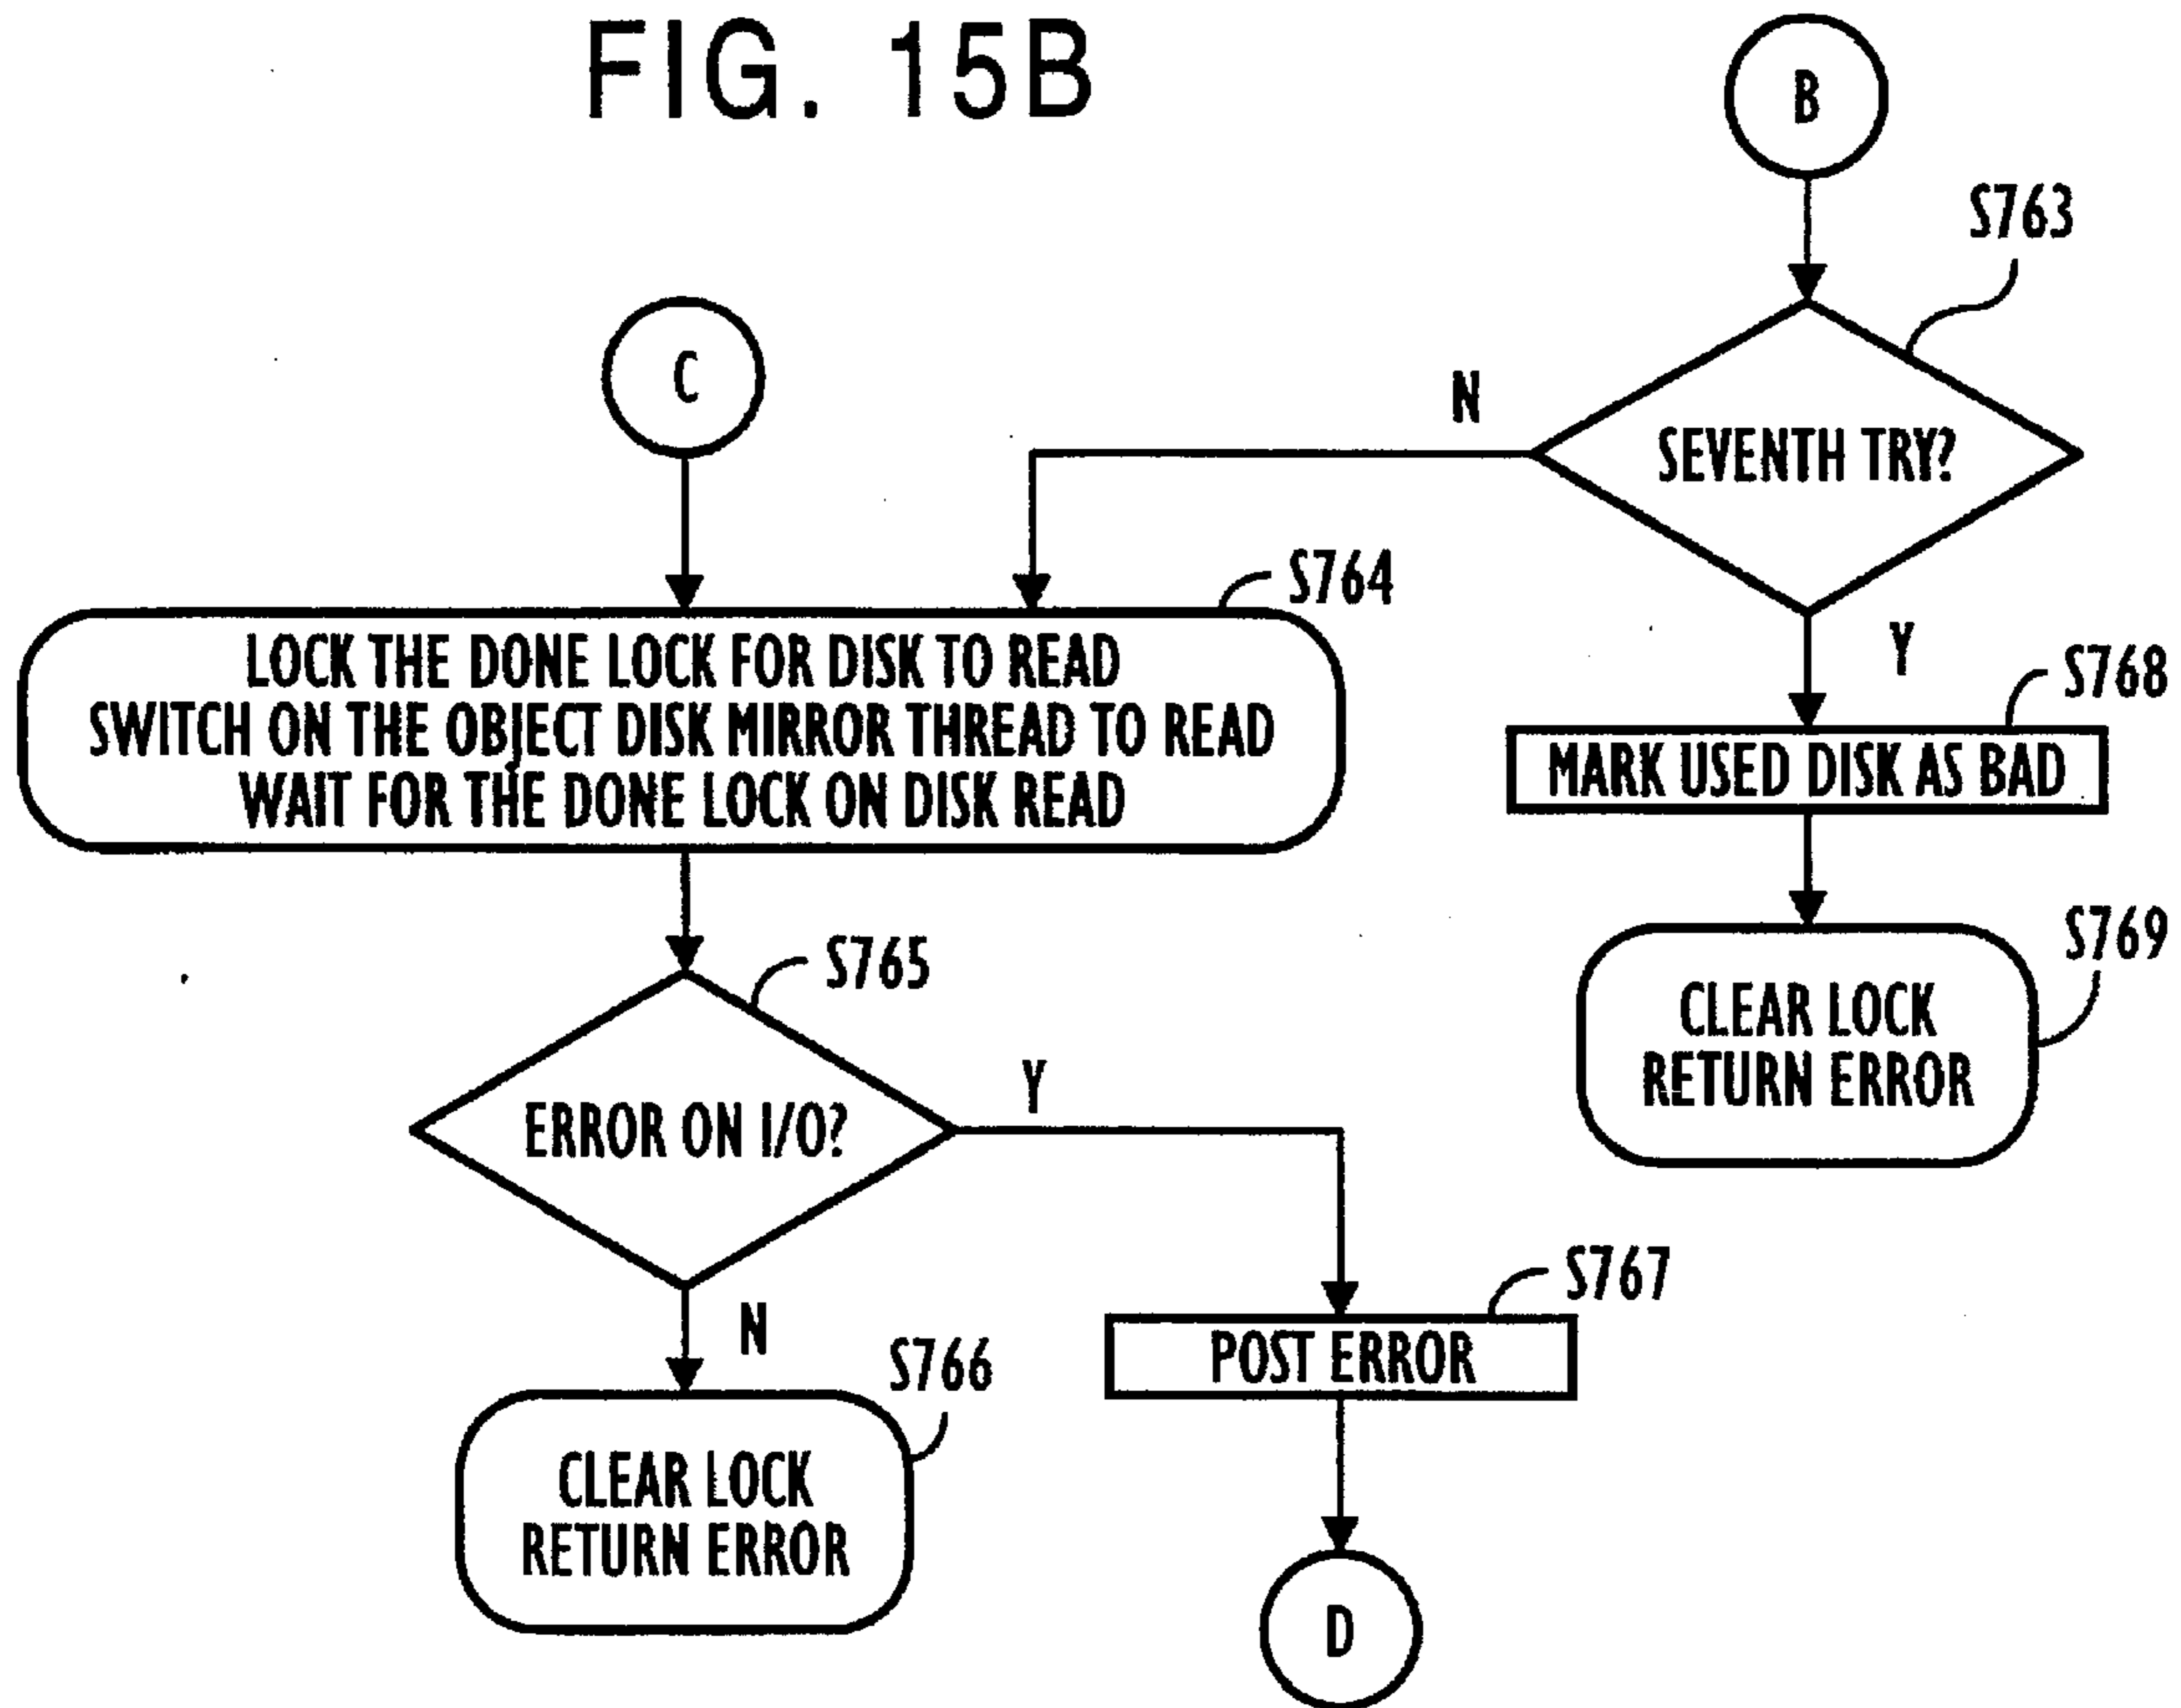 FIG. 15B
B
S763
C
N
SEVENTH TRY?
S764
Y
LOCK THE DONE LOCK FOR DISK TO READ
SWITCH ON THE OBJECT DISK MIRROR THREAD TO READ
WAIT FOR THE DONE LOCK ON DISK READ
S768
MARK USED DISK AS BAD
S765
S769
CLEAR LOCK
RETURN ERROR
ERROR ON I/O?
Y
N
S767
POST ERROR
S766
CLEAR LOCK
RETURN ERROR
D